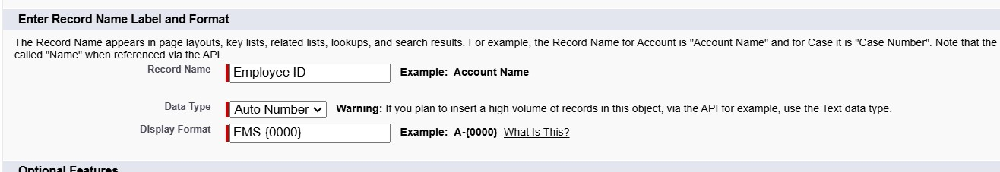 Enter Record Name Label and Format
The Record Name appears in page layouts, key lists, related lists, lookups, and search results. For example, the Record Name for Account is "Account Name" and for Case it is "Case Number". Note that the
called "Name" when referenced via the API.
Record Name Employee ID Example: Account Name
Data Type Auto Number Warning: If you plan to insert a high volume of records in this object, via the API for example, use the Text data type.
Display Format EMS-{0000} Example: A-{0000} What Is This?
Optional Features